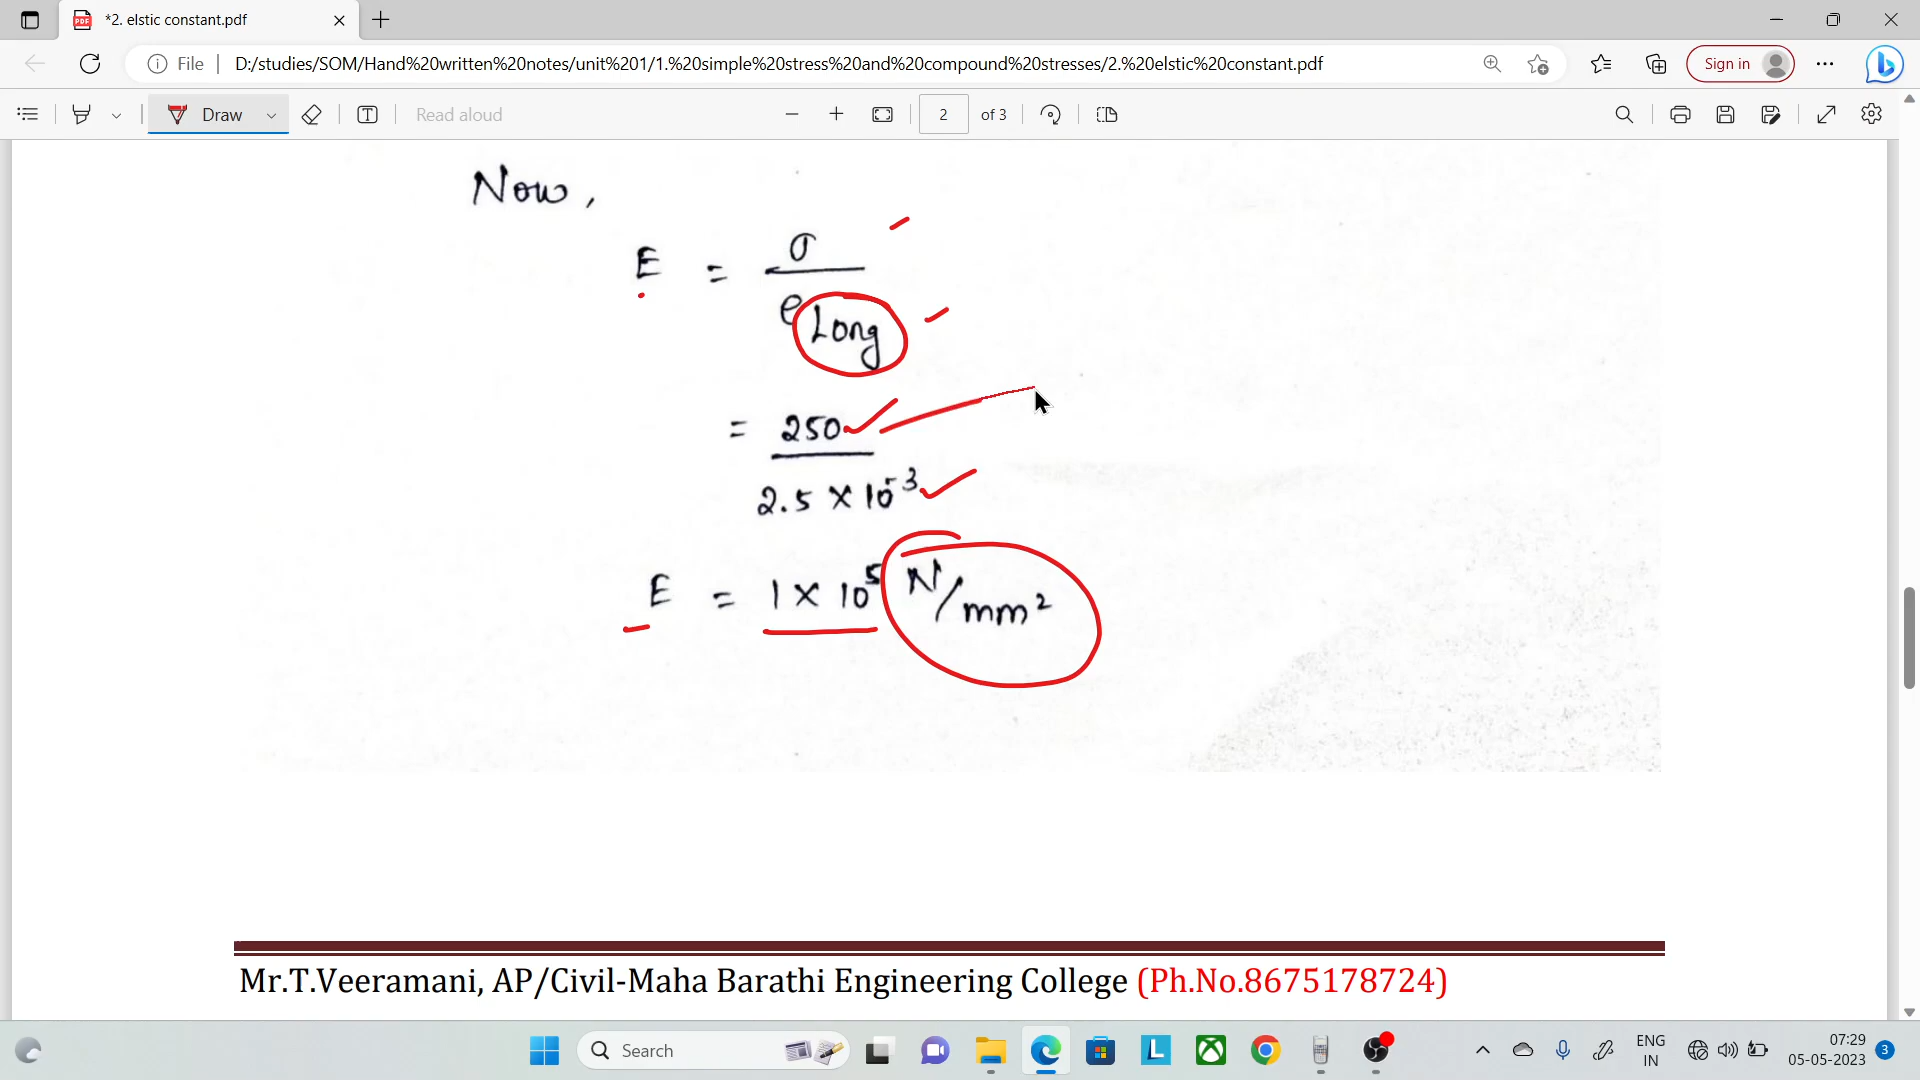 *2. elstic constant.pdf
File
D:/studies/SOM/Hand%20written%20notes/unit%201/1.%20simple%20stress%20and%20compound%20stresses/2.%20elstic%20constant.pdf
Sign in
Draw
Read aloud
2 of 3
Now,
E = σ
e Long
= 250
2.5 × 10⁻³
E = 1 × 10⁵ N/mm²
Mr.T.Veeramani, AP/Civil-Maha Barathi Engineering College (Ph.No.8675178724)
Search
ENG
IN
07:29
05-05-2023
3